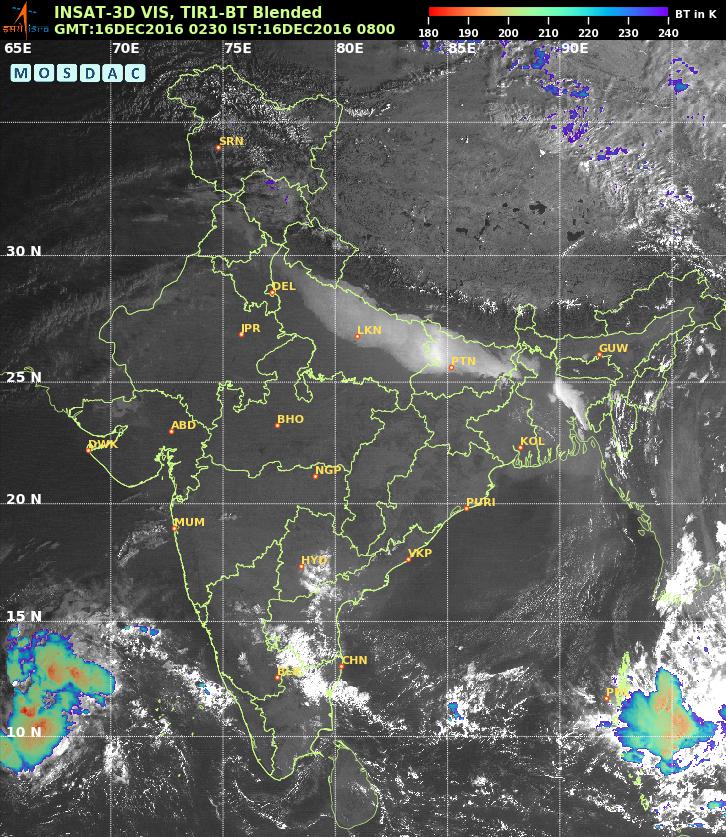 INSAT-3D VIS, TIR1-BT Blended
GMT:16DEC2016 0230 IST:16DEC2016 0800
BT in K
180 190 200 210 220 230 240
65E 70E 75E 80E 85E 90E
MOSDAC
SRN
30 N
DEL
JPR LKN
GUW
PTN
25 N
ABD BHO
DWK KOL
NGP
20 N PURI
MUM
VKP
HYD
15 N
CHN
10 N